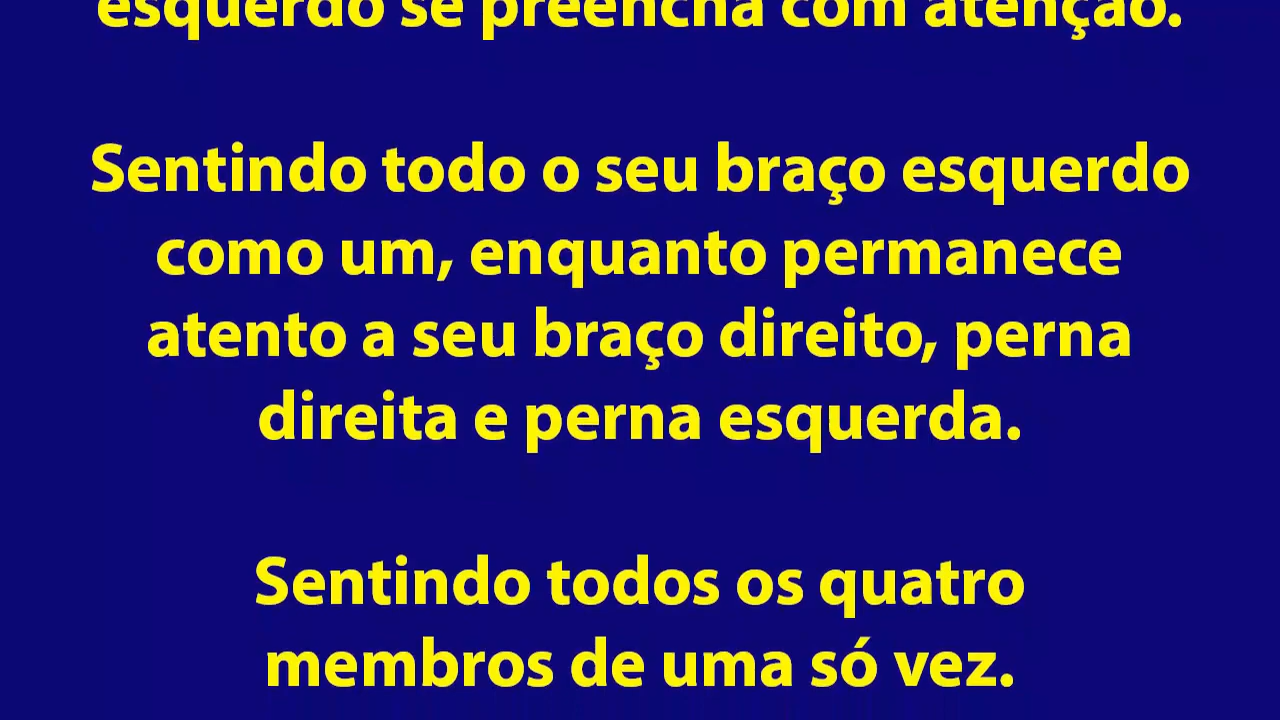 esquerdo se preencha com atenção.
Sentindo todo o seu braço esquerdo
como um, enquanto permanece
atento a seu braço direito, perna
direita e perna esquerda.
Sentindo todos os quatro
membros de uma só vez.